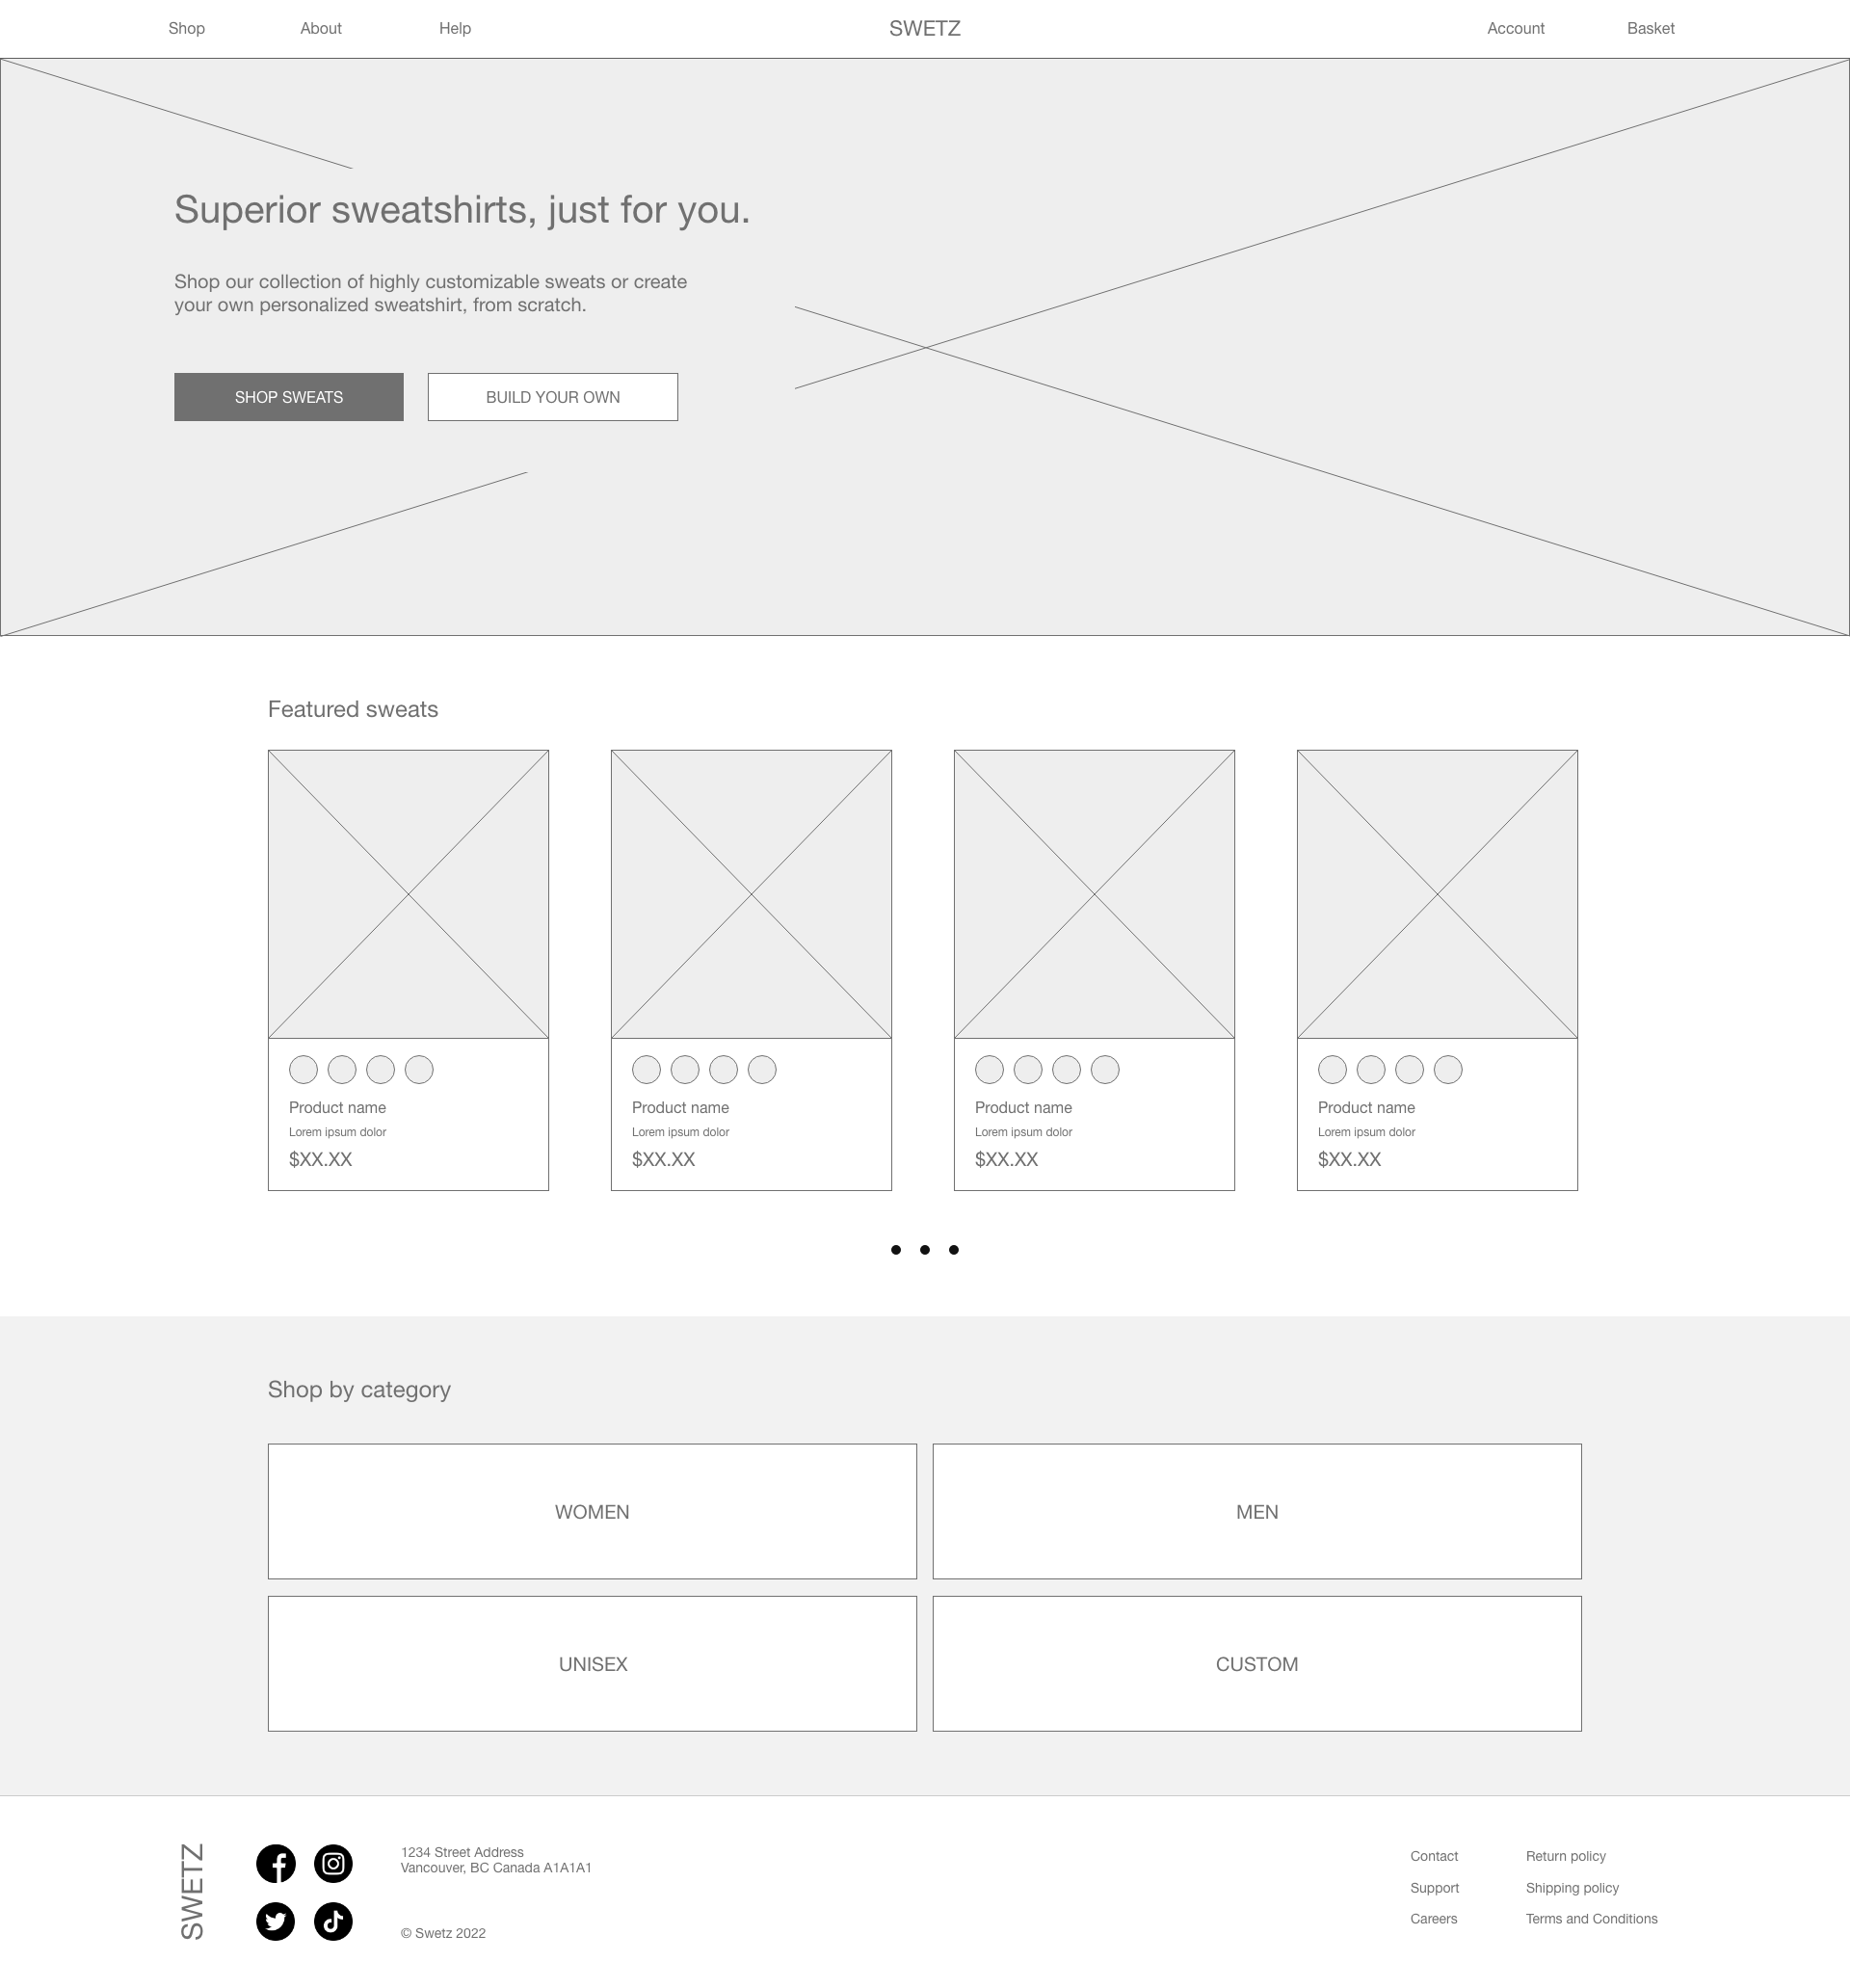 Shop
About
Help
SWETZ
Account
Basket
Superior sweatshirts, just for you.
Shop our collection of highly customizable sweats or create
your own personalized sweatshirt, from scratch.
SHOP SWEATS
BUILD YOUR OWN
Featured sweats
Product name
Lorem ipsum dolor
$XX.XX
Product name
Lorem ipsum dolor
$XX.XX
Product name
Lorem ipsum dolor
$XX.XX
Product name
Lorem ipsum dolor
$XX.XX
Shop by category
WOMEN
MEN
UNISEX
CUSTOM
SWETZ
1234 Street Address
Vancouver, BC Canada A1A1A1
© Swetz 2022
Contact
Support
Careers
Return policy
Shipping policy
Terms and Conditions